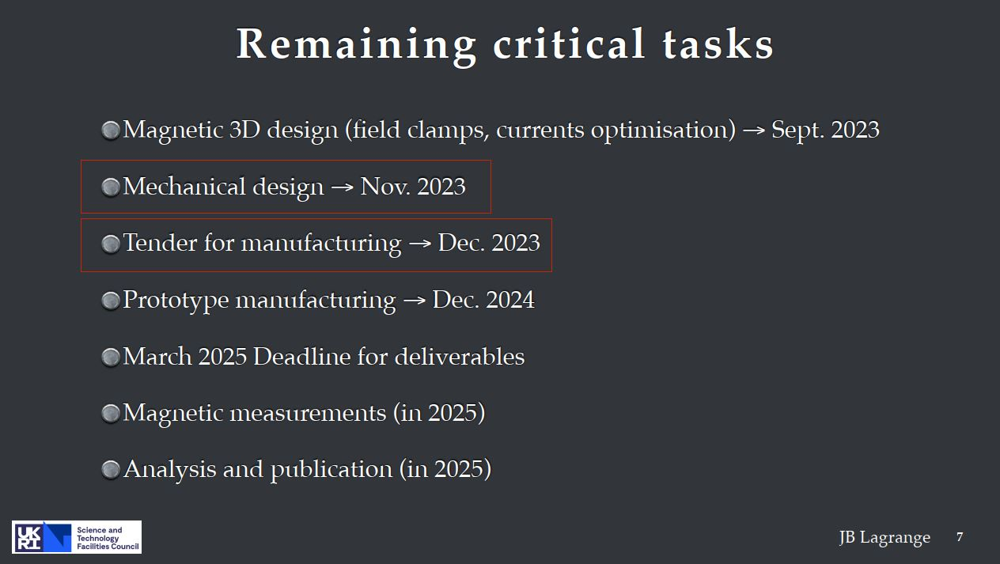 Remaining critical tasks
Magnetic 3D design (field clamps, currents optimisation) → Sept. 2023
Mechanical design → Nov. 2023
Tender for manufacturing → Dec. 2023
Prototype manufacturing → Dec. 2024
March 2025 Deadline for deliverables
Magnetic measurements (in 2025)
Analysis and publication (in 2025)
UK
RI
Science and
Technology
Facilities Council
JB Lagrange
7